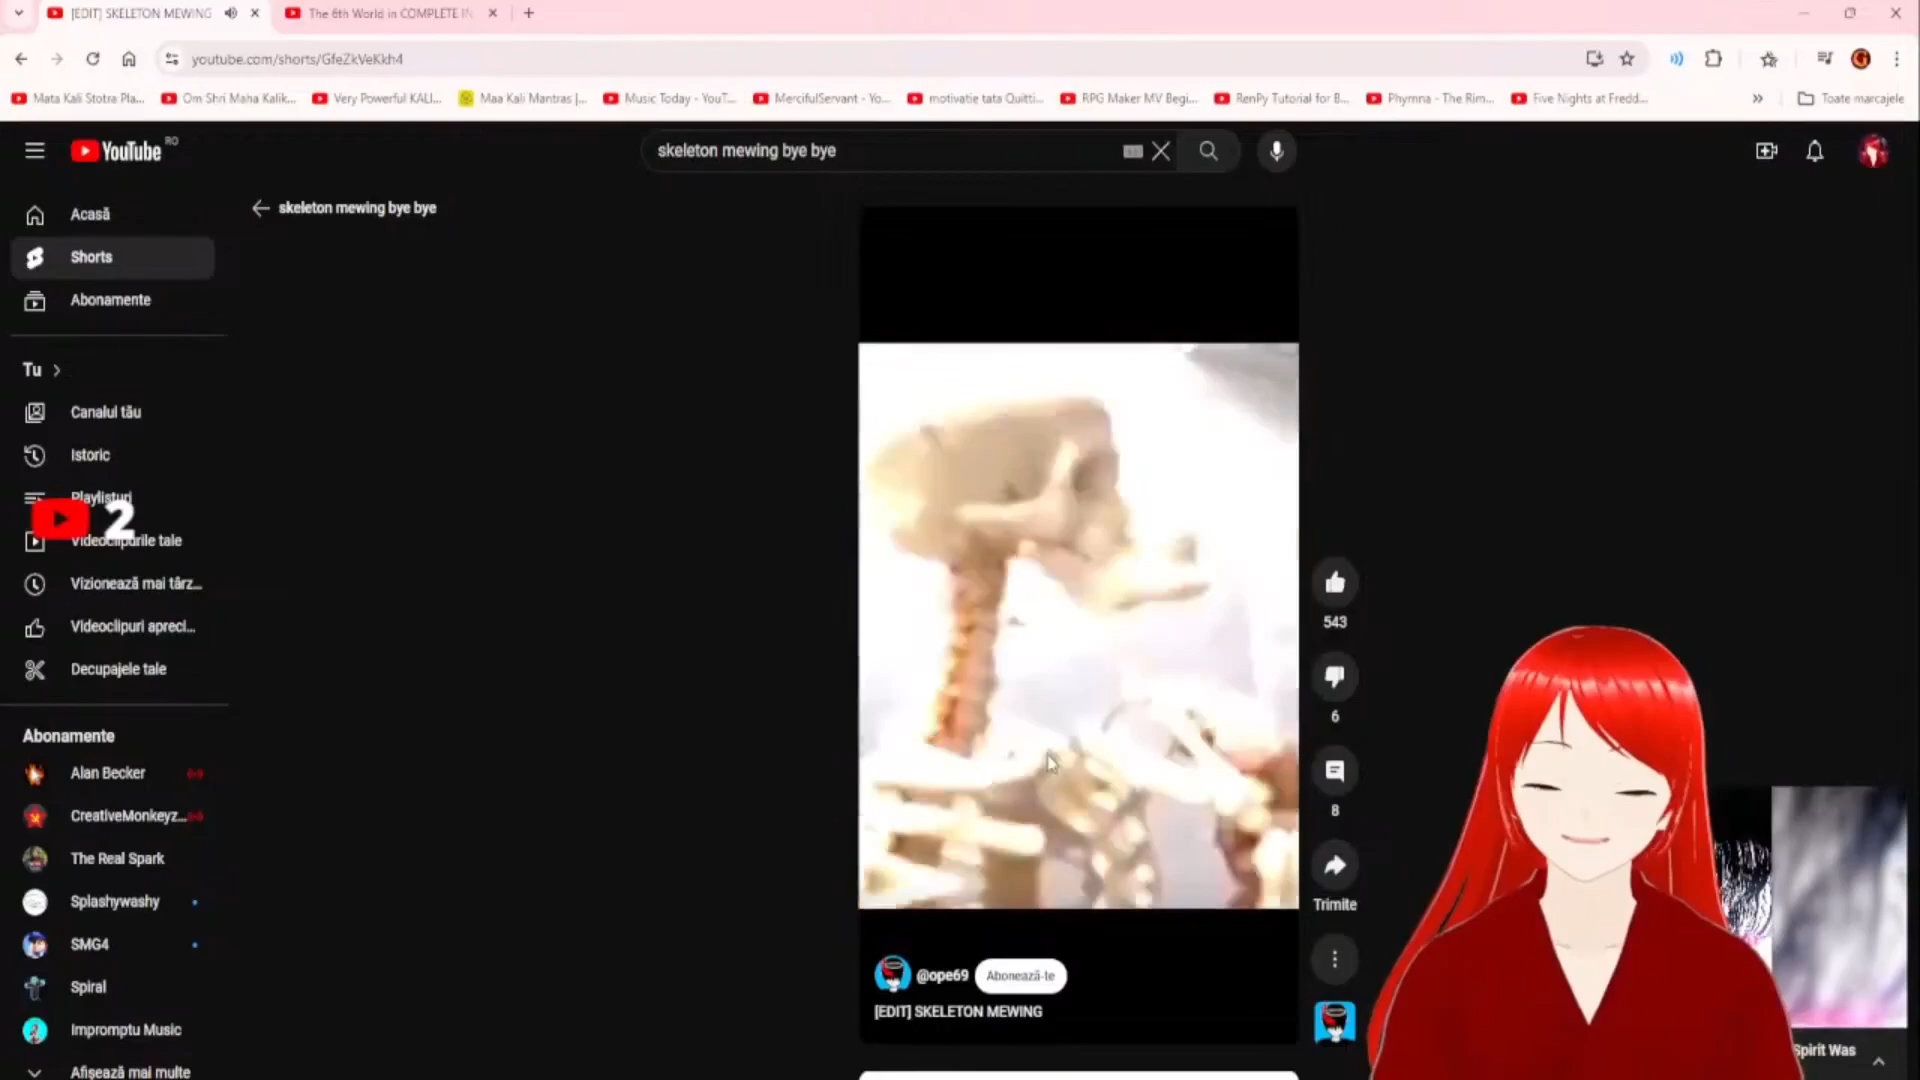 [EDIT] SKELETON MEWING
The 6th World in COMPLETE IN
youtube.com/shorts/GfeZkVeKkh4
Mata Kali Stotra Pla...
Om Shri Maha Kalik...
Very Powerful KALI...
Maa Kali Mantras |...
Music Today - YouT...
MercifulServant - Yo...
motivatie tata Quitti...
RPG Maker MV Begi...
RenPy Tutorial for B...
Phymna - The Rim...
Five Nights at Fredd...
Toate marcajele
YouTube RO
skeleton mewing bye bye
skeleton mewing bye bye
Acasă
Shorts
Abonamente
Tu
Canalul tău
Istoric
Playlisturi
2
Videoclipurile tale
Vizionează mai târz...
Videoclipuri apreci...
Decupajele tale
Abonamente
Alan Becker
CreativeMonkeyz...
The Real Spark
Splashywashy
SMG4
Spiral
Impromptu Music
Afișează mai multe
543
6
8
Trimite
@ope69
Abonează-te
[EDIT] SKELETON MEWING
Spirit Was